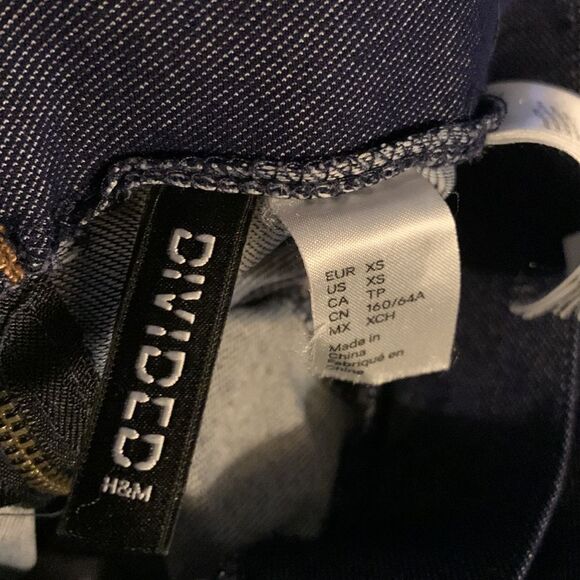 DIVIDED
H&M
EUR XS
US XS
CA TP
CN 160/64A
MX XCH
Made in
China
Fabriqué en
Chine